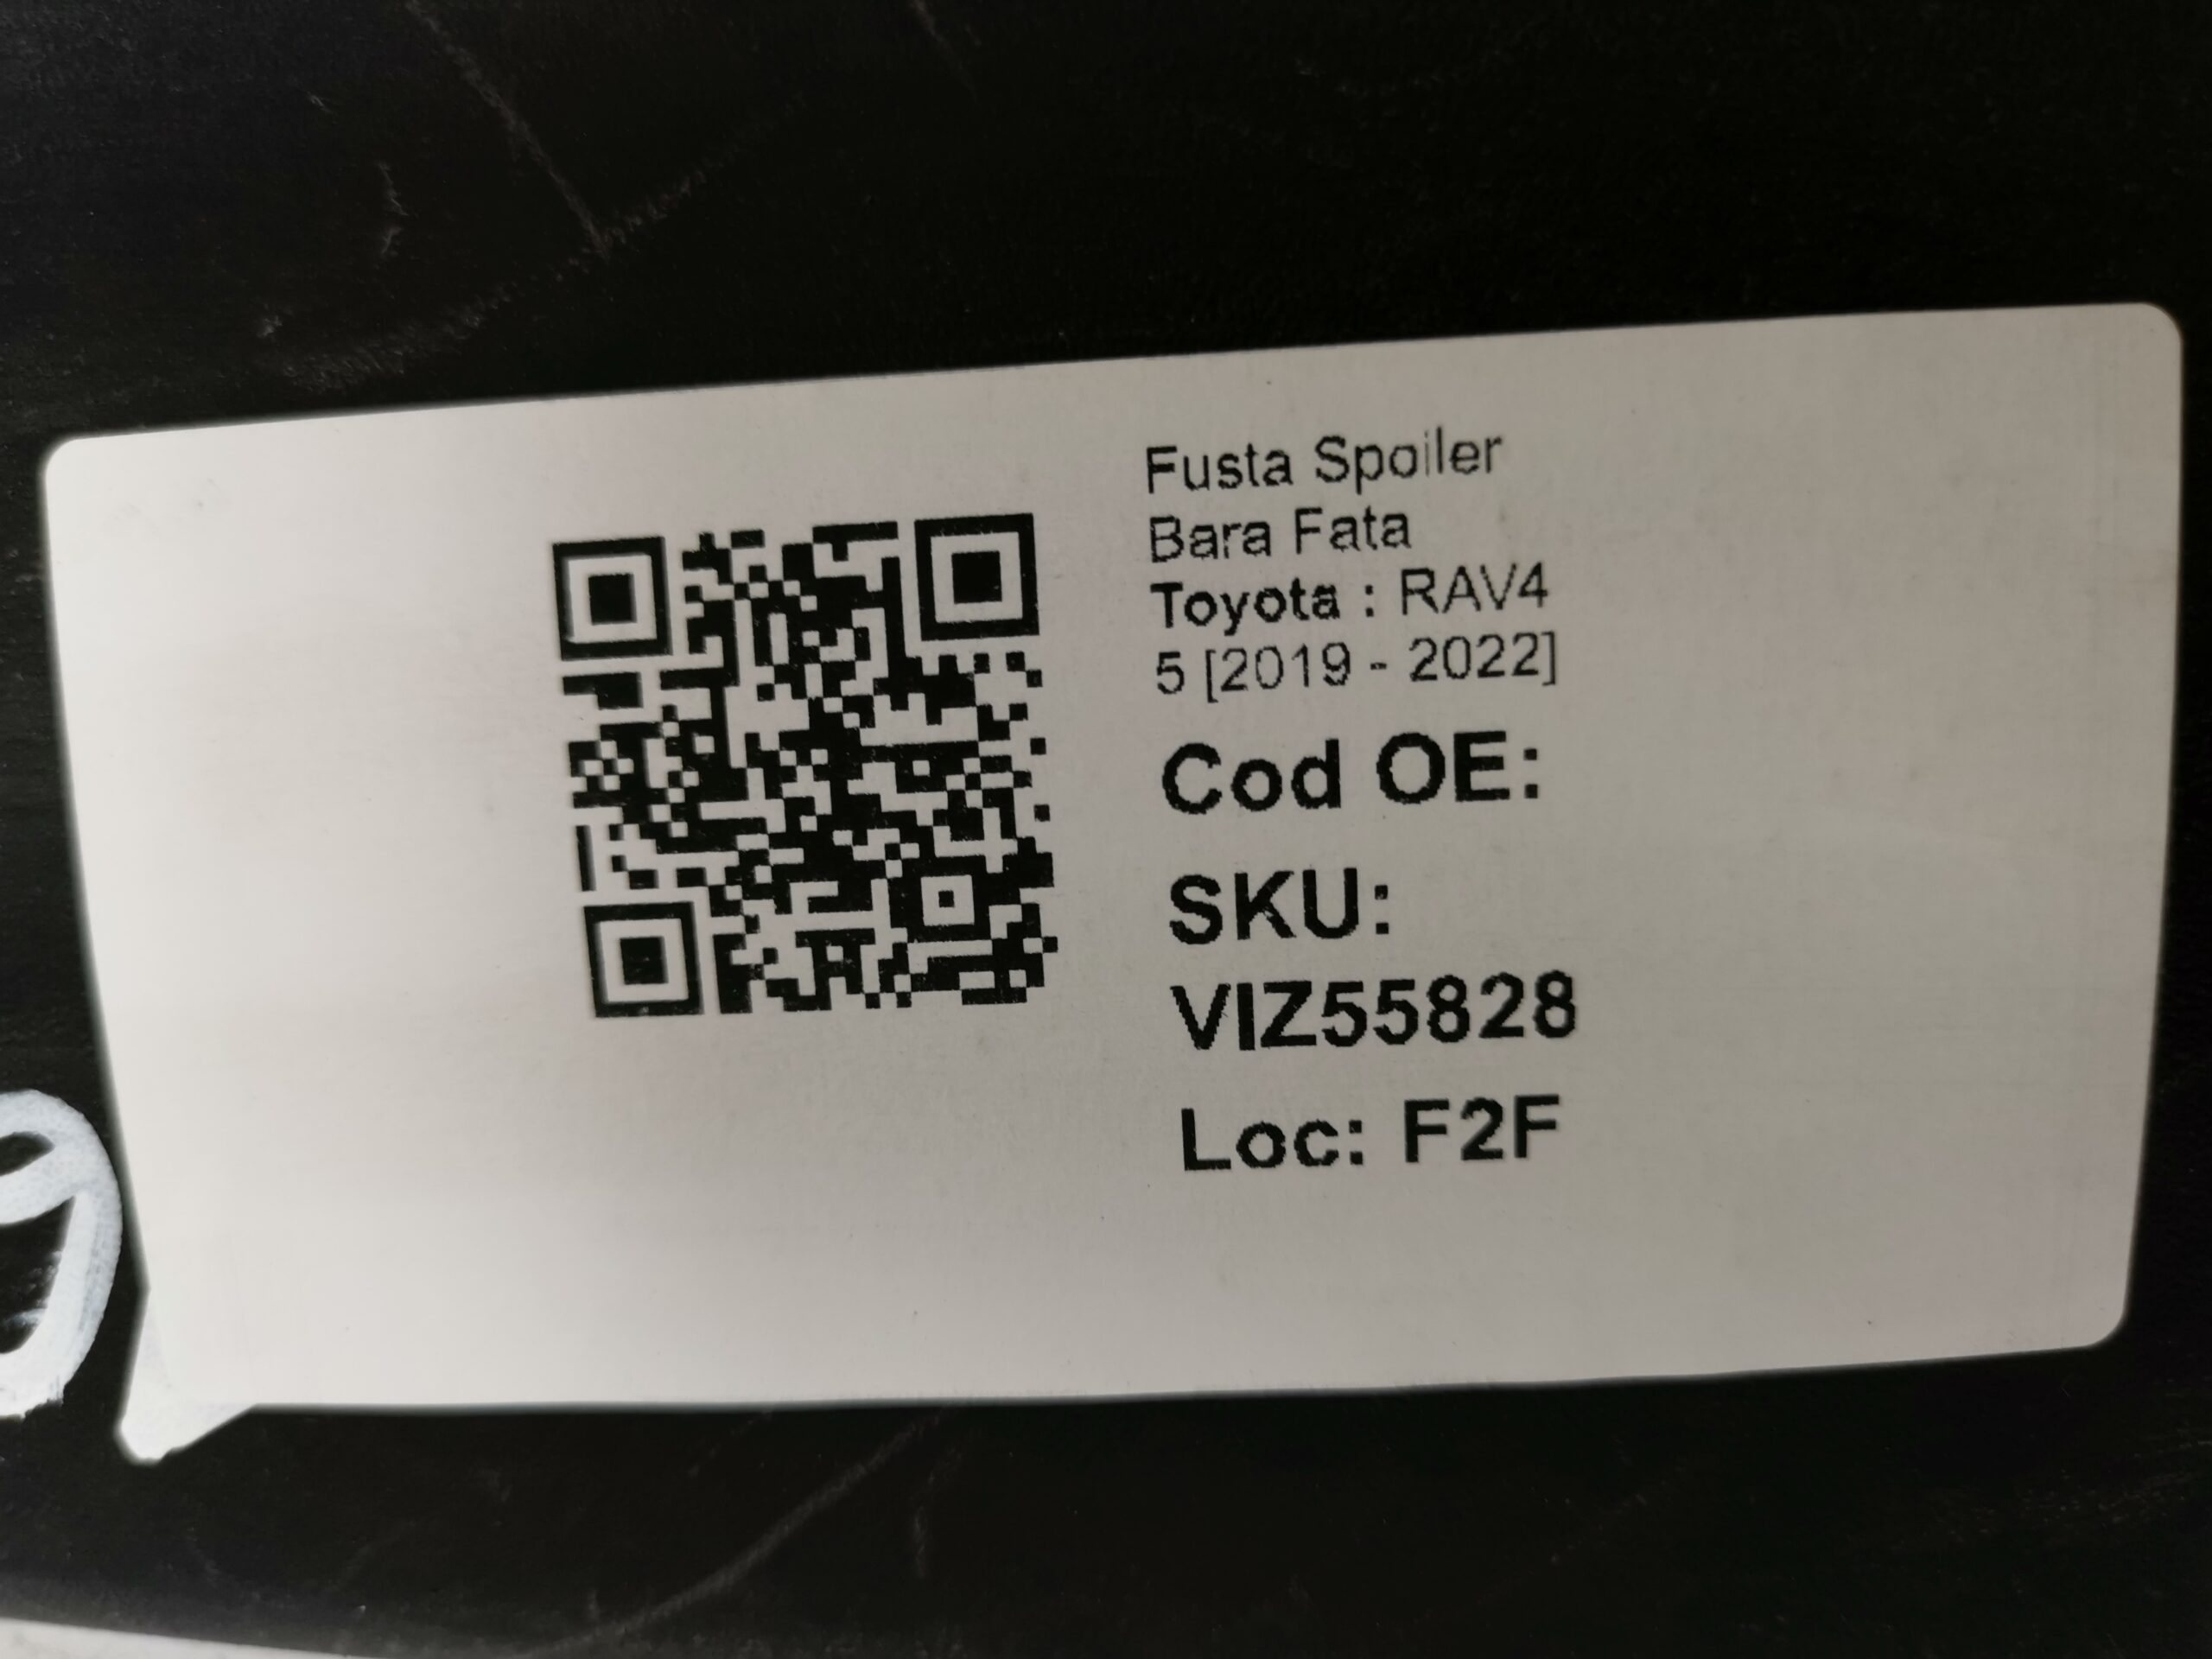 Fusta Spoiler
Bara Fata
Toyota : RAV4
5 [2019 - 2022]
Cod OE:
SKU:
VIZ55828
Loc: F2F